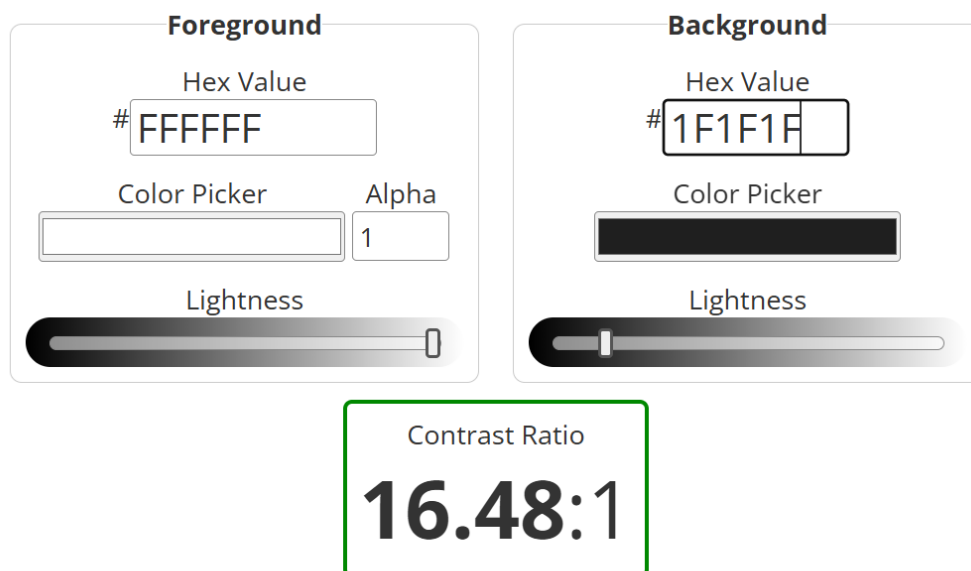 Foreground
Hex Value
#FFFFFF
Color Picker
Alpha
1
Lightness
Background
Hex Value
#1F1F1F
Color Picker
Lightness
Contrast Ratio
16.48:1